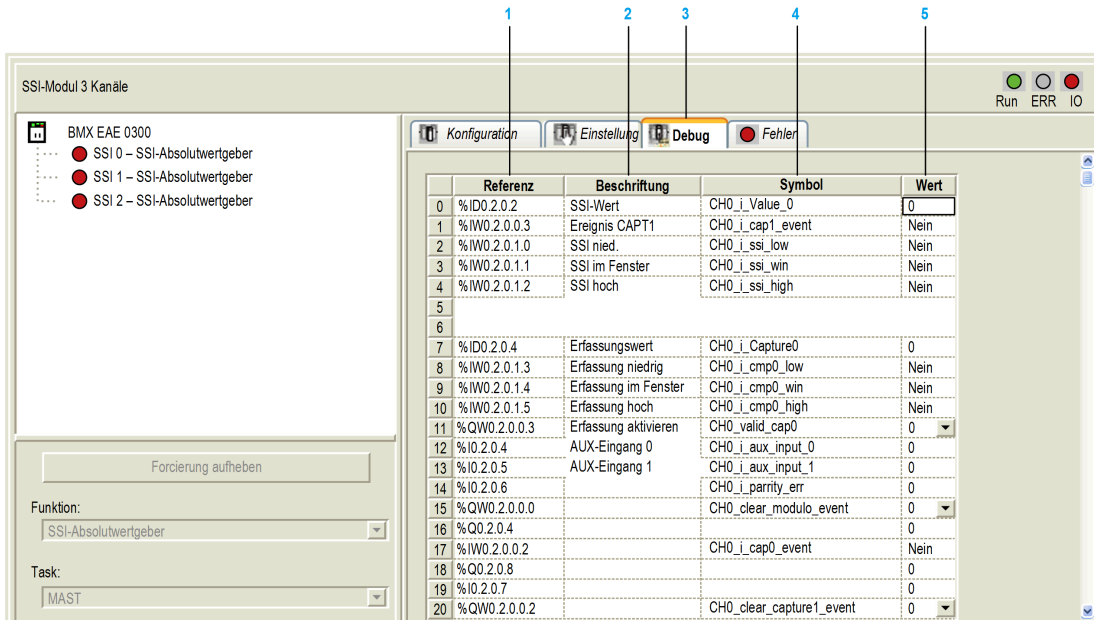 1 2 3 4 5
SSI-Modul 3 Kanäle
Run ERR IO
BMX EAE 0300
SSI 0 – SSI-Absolutwertgeber
SSI 1 – SSI-Absolutwertgeber
SSI 2 – SSI-Absolutwertgeber
Forcierung aufheben
Funktion:
SSI-Absolutwertgeber
Task:
MAST
Konfiguration Einstellung Debug Fehler
Referenz Beschriftung Symbol Wert
0 %ID0.2.0.2 SSI-Wert CH0_i_Value_0 0
1 %IW0.2.0.0.3 Ereignis CAPT1 CH0_i_cap1_event Nein
2 %IW0.2.0.1.0 SSI nied. CH0_i_ssi_low Nein
3 %IW0.2.0.1.1 SSI im Fenster CH0_i_ssi_win Nein
4 %IW0.2.0.1.2 SSI hoch CH0_i_ssi_high Nein
5
6
7 %ID0.2.0.4 Erfassungswert CH0_i_Capture0 0
8 %IW0.2.0.1.3 Erfassung niedrig CH0_i_cmp0_low Nein
9 %IW0.2.0.1.4 Erfassung im Fenster CH0_i_cmp0_win Nein
10 %IW0.2.0.1.5 Erfassung hoch CH0_i_cmp0_high Nein
11 %QW0.2.0.0.3 Erfassung aktivieren CH0_valid_cap0 0
12 %I0.2.0.4 AUX-Eingang 0 CH0_i_aux_input_0 0
13 %I0.2.0.5 AUX-Eingang 1 CH0_i_aux_input_1 0
14 %I0.2.0.6 CH0_i_parrity_err 0
15 %QW0.2.0.0.0 CH0_clear_modulo_event 0
16 %Q0.2.0.4 0
17 %IW0.2.0.0.2 CH0_i_cap0_event Nein
18 %Q0.2.0.8 0
19 %I0.2.0.7 0
20 %QW0.2.0.0.2 CH0_clear_capture1_event 0